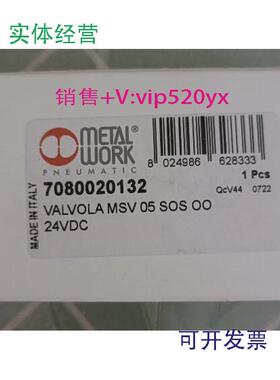 实体经营
销售+V:vip520yx
METAL
WORK
PNEUMATIC
8 024986 628333
7080020132
1 Pcs
QcV44 0722
VALVOLA MSV 05 SOS OO
24VDC
MADE IN ITALY
可开发票